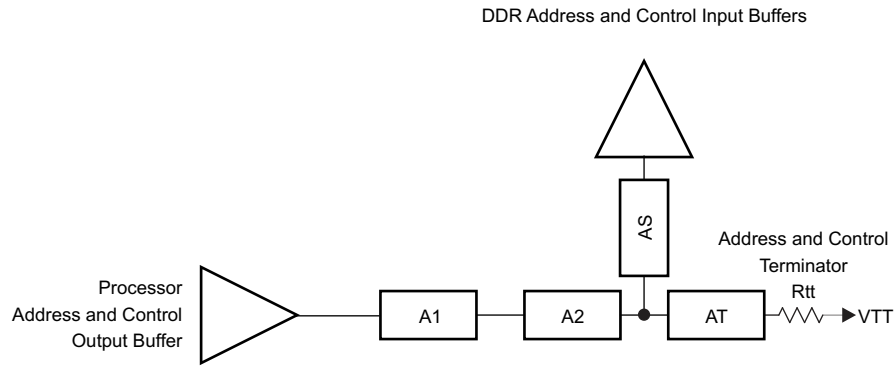 DDR Address and Control Input Buffers
AS
Address and Control
Terminator
Rtt
Processor
Address and Control
Output Buffer
A1
A2
AT
VTT